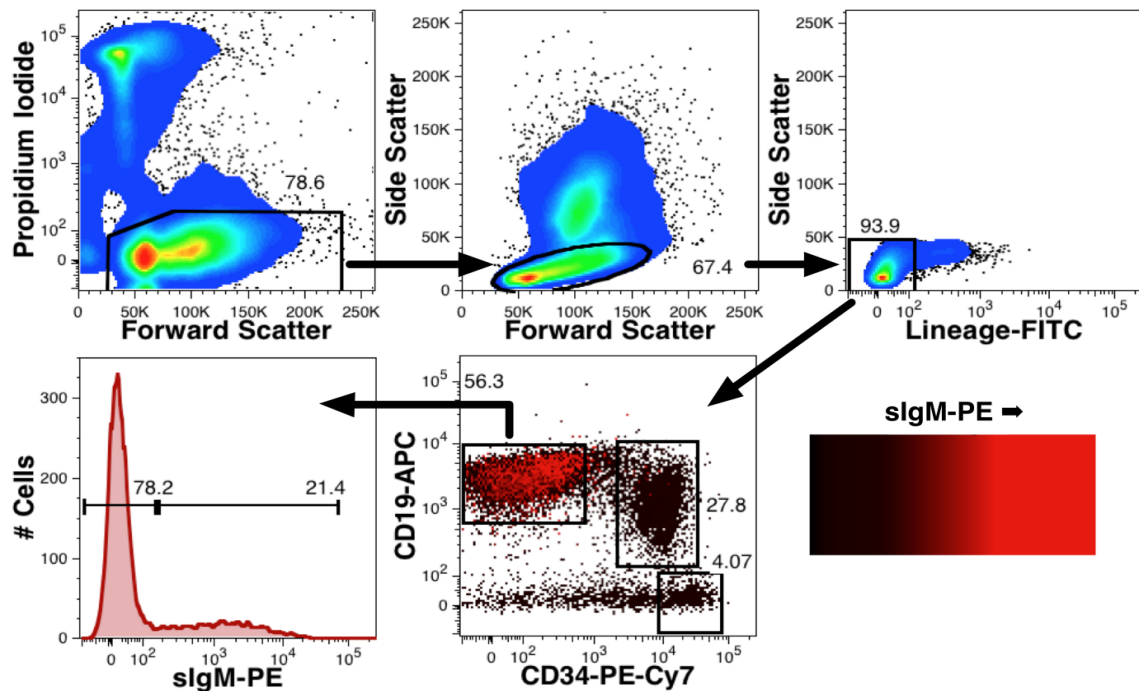 Propidium Iodide
10⁵
10⁴
10³
10²
0
78.6
0
50K
100K
150K
200K
250K
Forward Scatter
Side Scatter
250K
200K
150K
100K
50K
0
67.4
0
50K
100K
150K
200K
250K
Forward Scatter
Side Scatter
250K
200K
150K
100K
50K
0
93.9
0
10²
10³
10⁴
10⁵
Lineage-FITC
# Cells
300
200
100
0
78.2
21.4
0
10²
10³
10⁴
10⁵
sIgM-PE
CD19-APC
10⁵
10⁴
10³
10²
0
56.3
27.8
4.07
0
10²
10³
10⁴
10⁵
CD34-PE-Cy7
sIgM-PE ➡